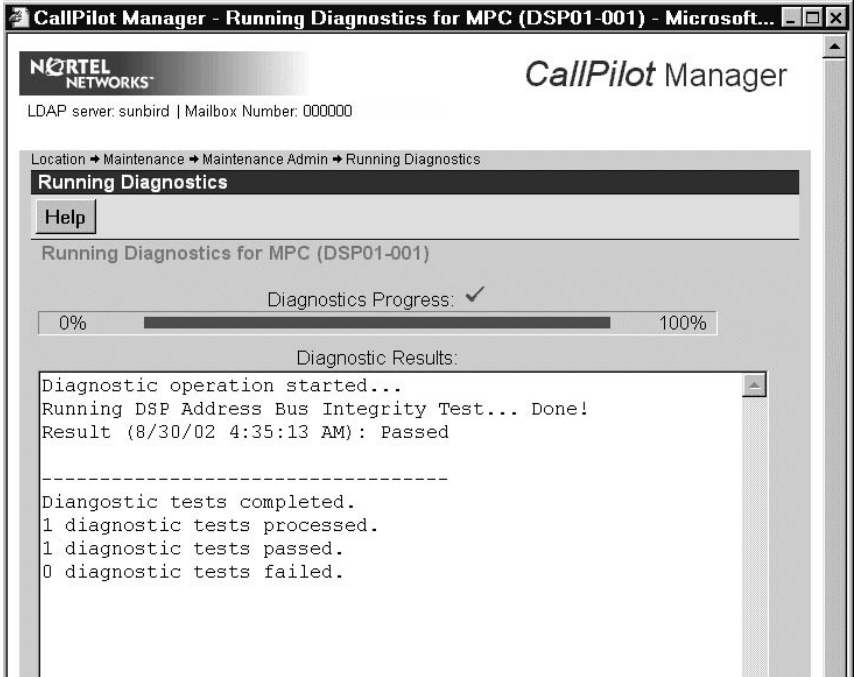 CallPilot Manager - Running Diagnostics for MPC (DSP01-001) - Microsoft...
NORTEL
NETWORKS
CallPilot Manager
LDAP server: sunbird | Mailbox Number: 000000
Location → Maintenance → Maintenance Admin → Running Diagnostics
Running Diagnostics
Help
Running Diagnostics for MPC (DSP01-001)
Diagnostics Progress: ✓
0% 100%
Diagnostic Results:
Diagnostic operation started...
Running DSP Address Bus Integrity Test... Done!
Result (8/30/02 4:35:13 AM): Passed
-----------------------------------
Diangostic tests completed.
1 diagnostic tests processed.
1 diagnostic tests passed.
0 diagnostic tests failed.